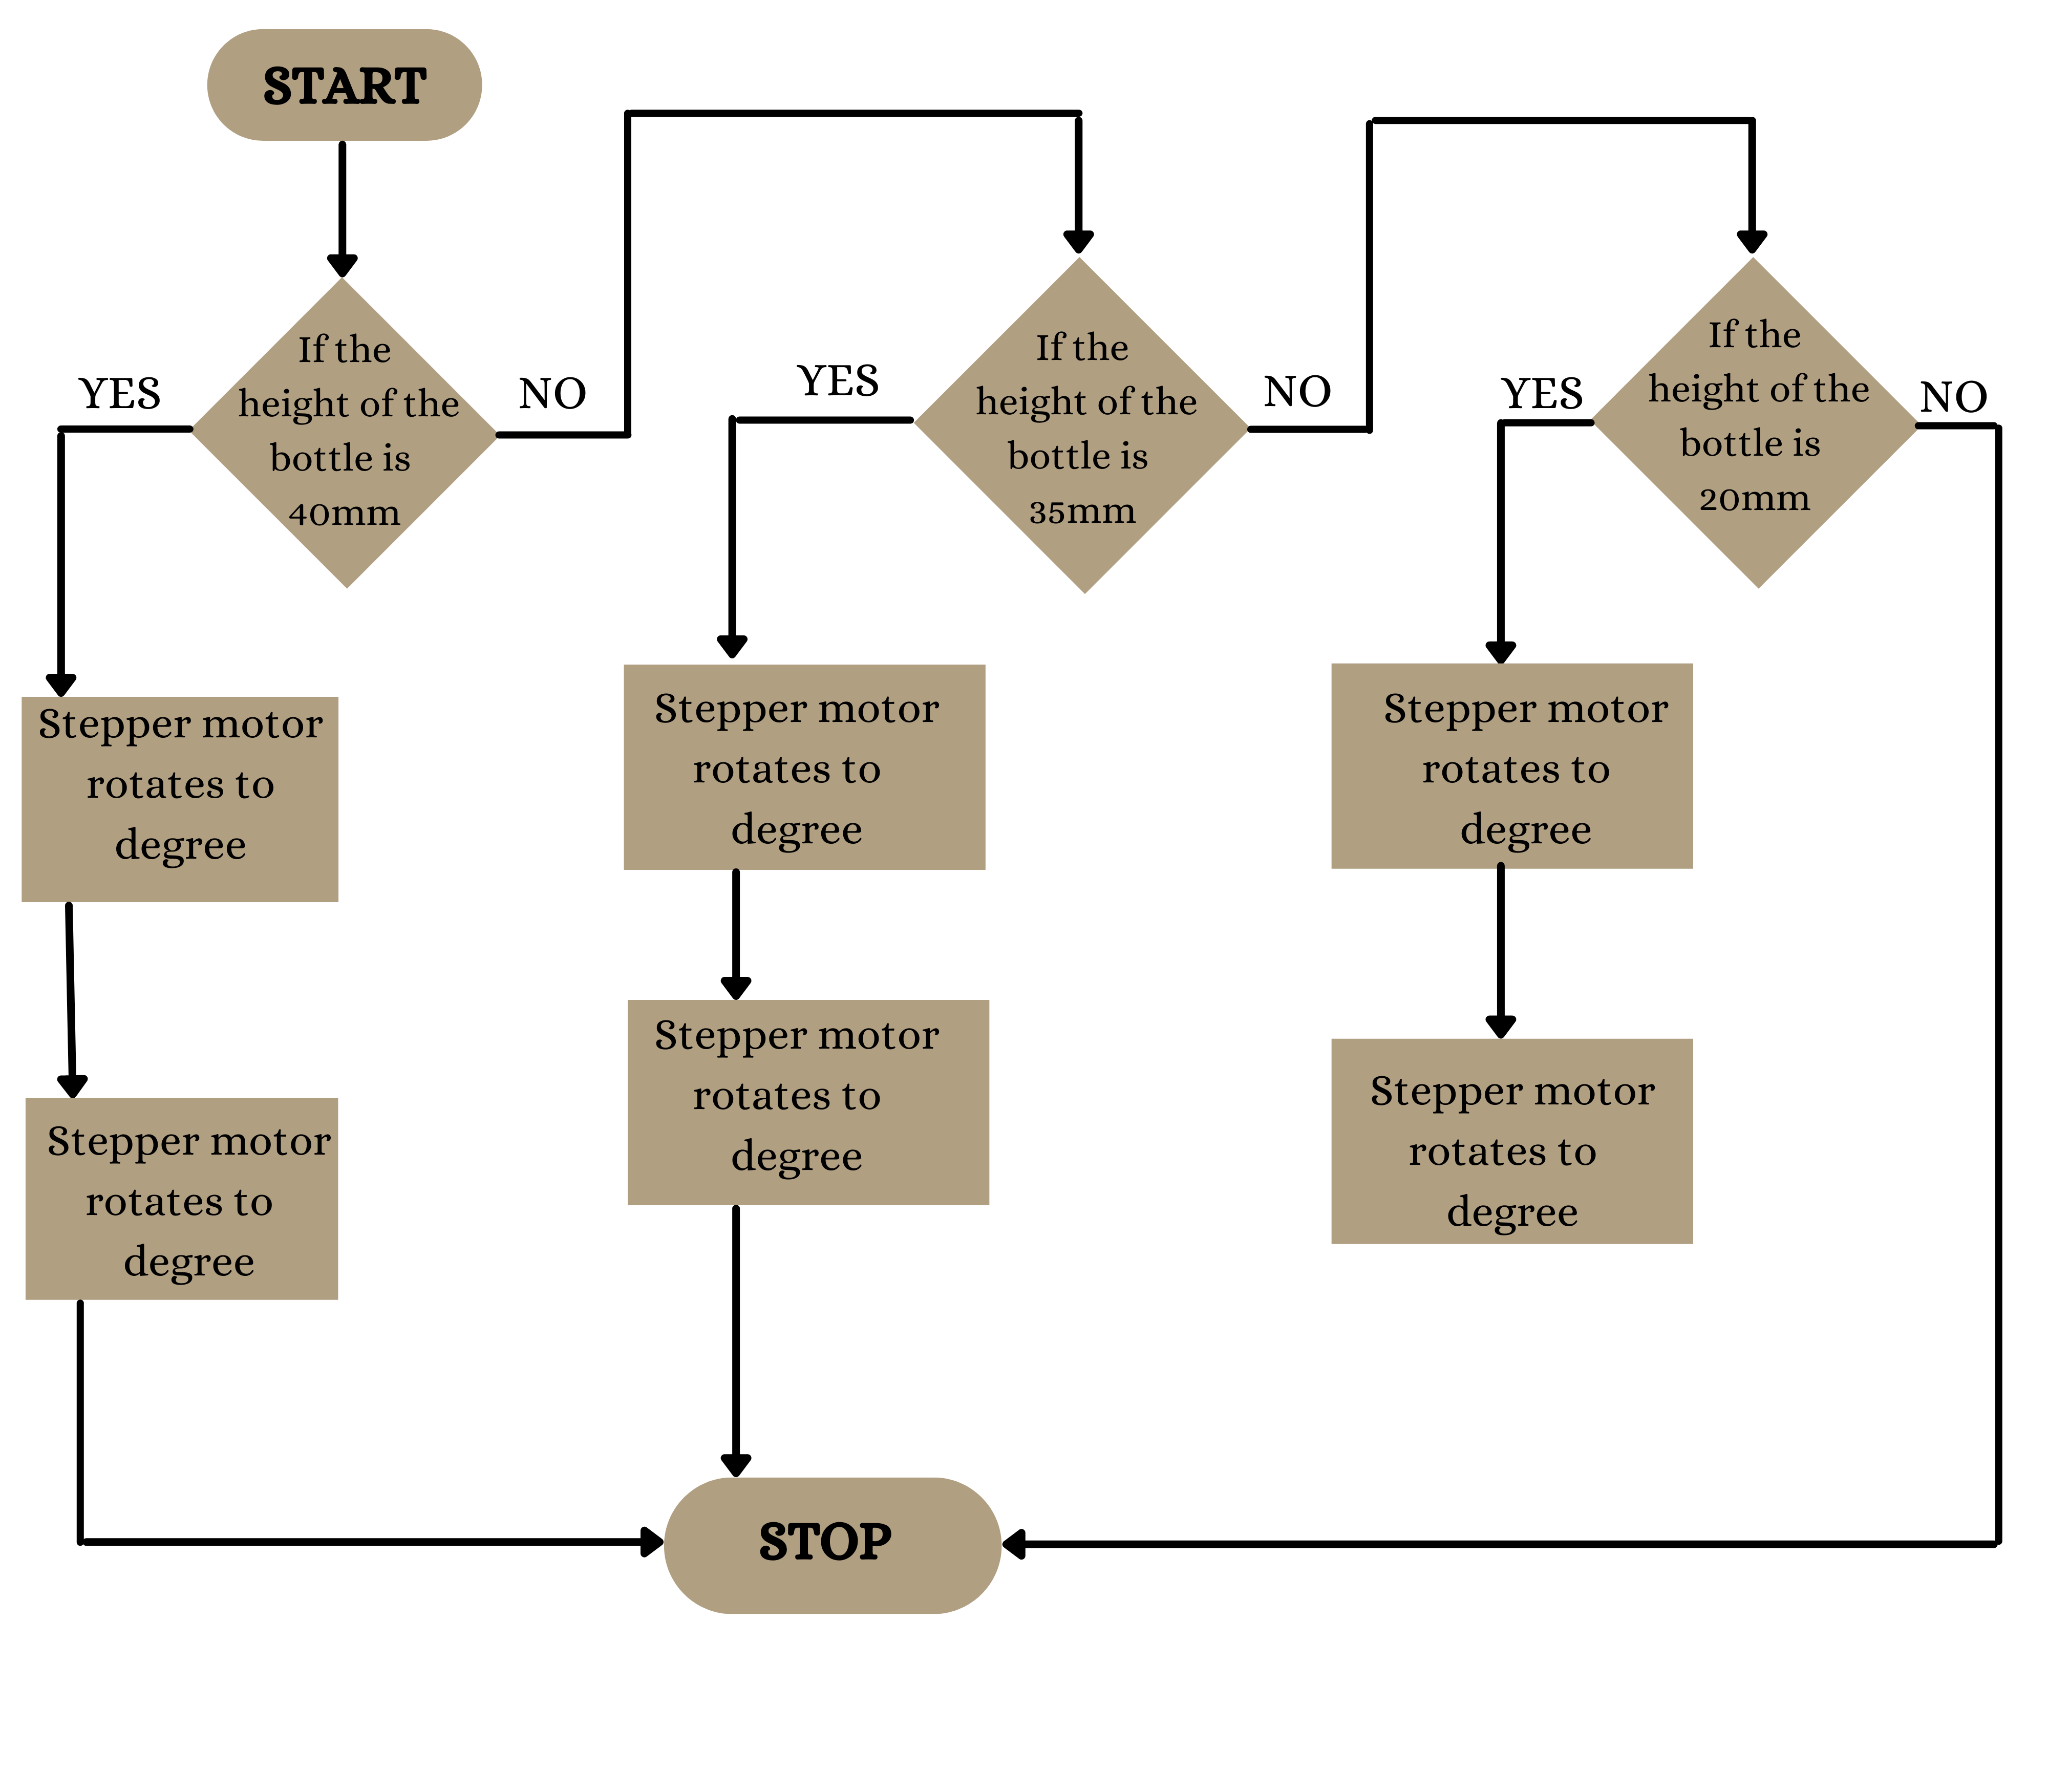 START
If the
height of the
bottle is
40mm
YES
NO
If the
height of the
bottle is
35mm
YES
NO
If the
height of the
bottle is
20mm
YES
NO
Stepper motor
rotates to
degree
Stepper motor
rotates to
degree
Stepper motor
rotates to
degree
Stepper motor
rotates to
degree
Stepper motor
rotates to
degree
Stepper motor
rotates to
degree
STOP